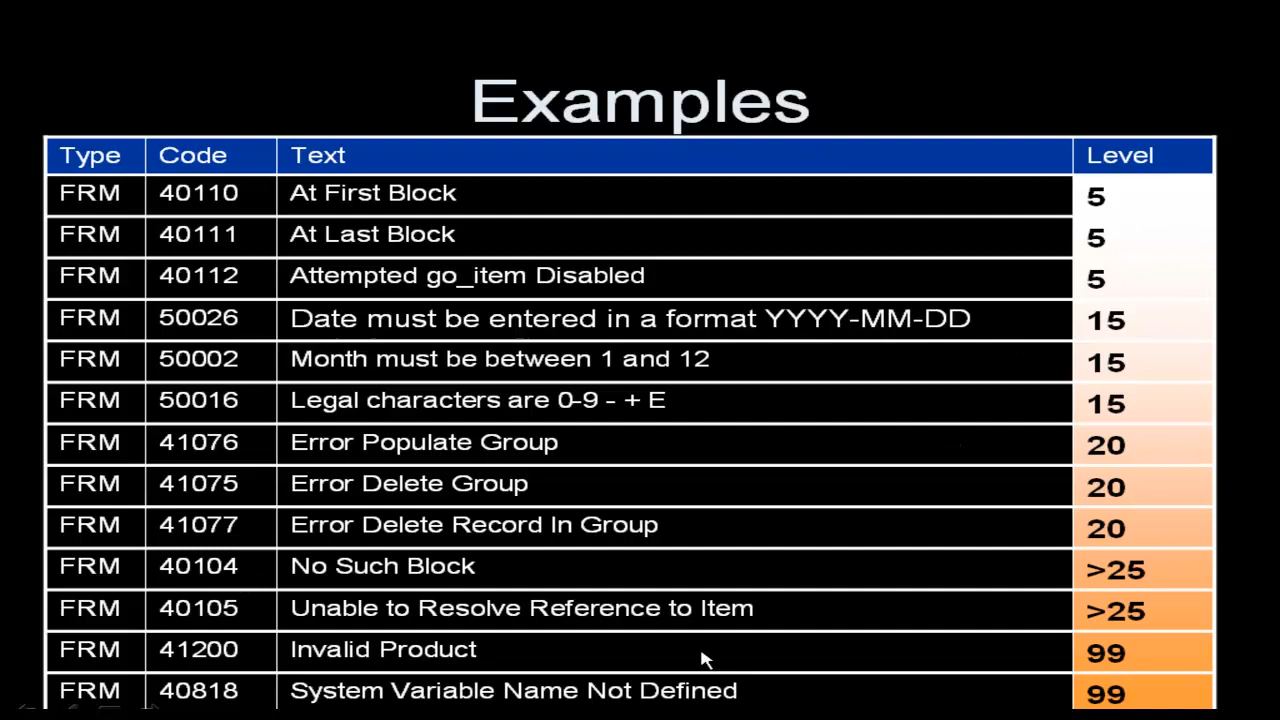 Examples
Type Code Text Level
FRM 40110 At First Block 5
FRM 40111 At Last Block 5
FRM 40112 Attempted go_item Disabled 5
FRM 50026 Date must be entered in a format YYYY-MM-DD 15
FRM 50002 Month must be between 1 and 12 15
FRM 50016 Legal characters are 0-9 - + E 15
FRM 41076 Error Populate Group 20
FRM 41075 Error Delete Group 20
FRM 41077 Error Delete Record In Group 20
FRM 40104 No Such Block >25
FRM 40105 Unable to Resolve Reference to Item >25
FRM 41200 Invalid Product 99
FRM 40818 System Variable Name Not Defined 99